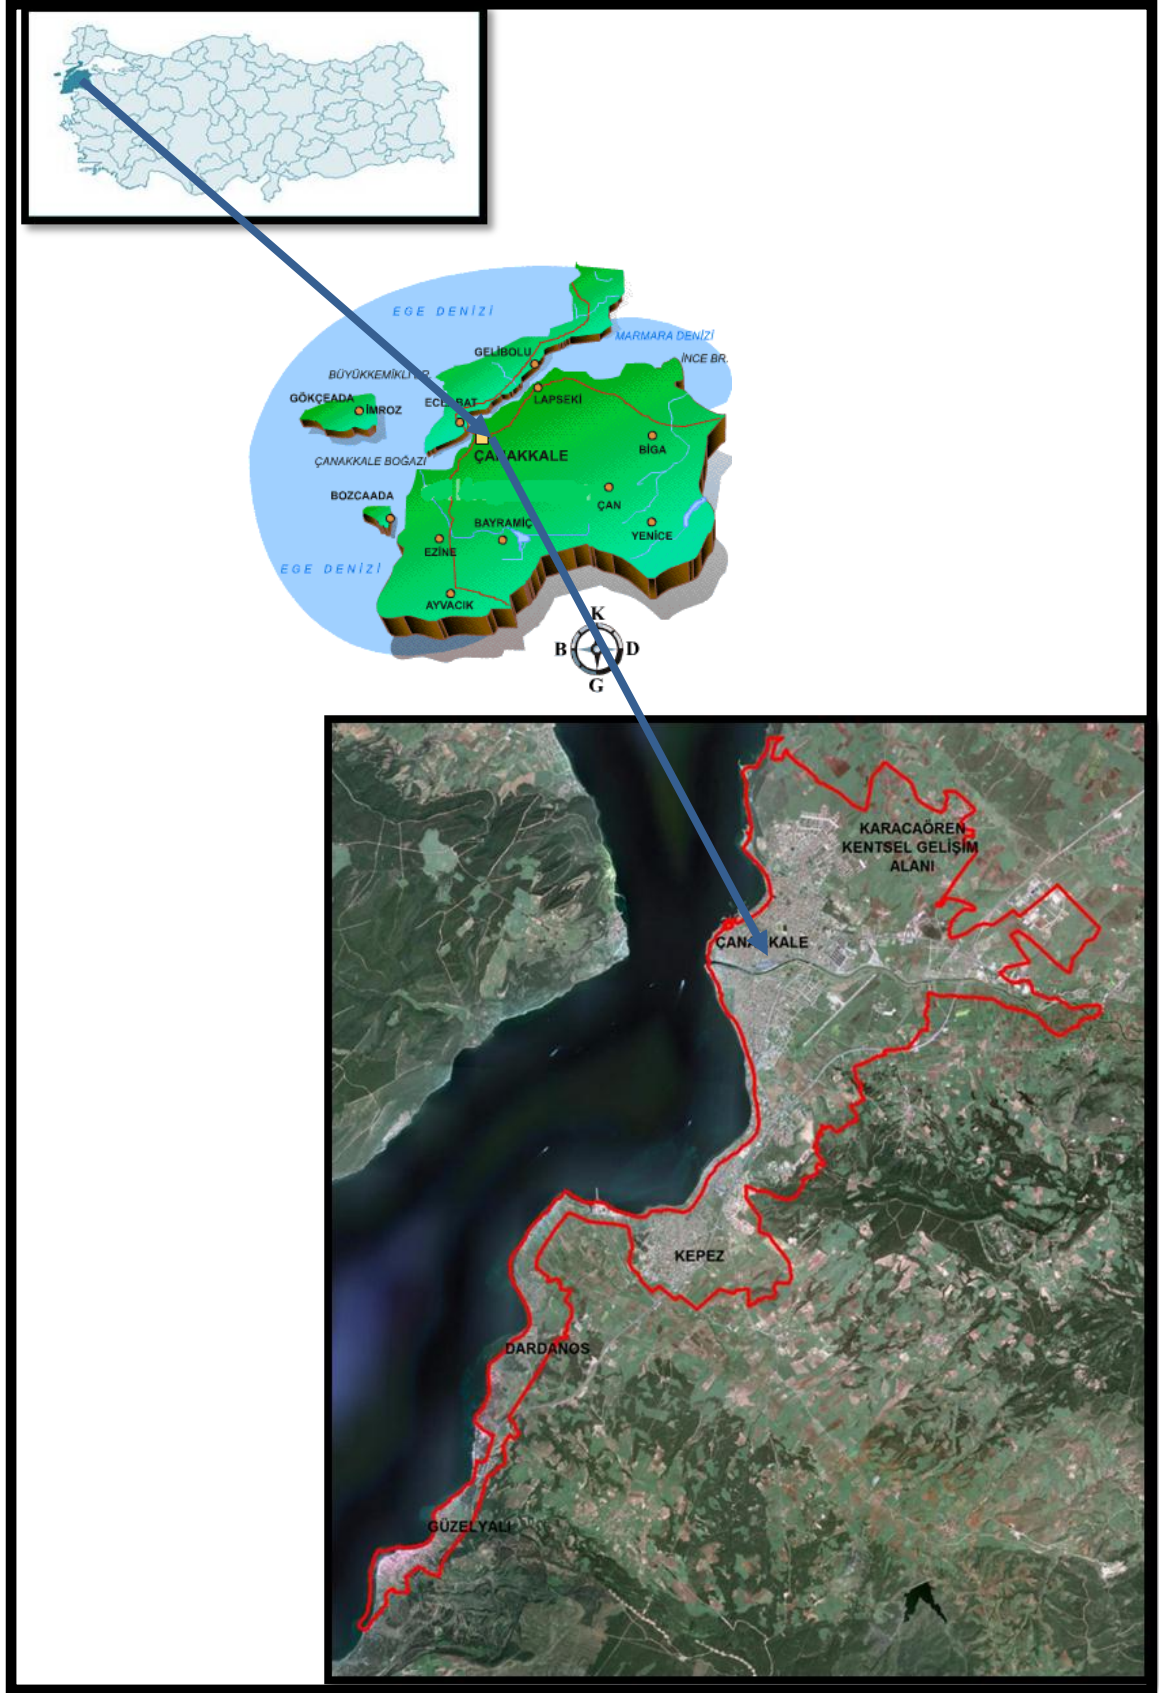 EGE DENİZİ
MARMARA DENİZİ
GELİBOLU
İNCE BR.
BÜYÜKKEMİKLİ BR.
GÖKÇEADA
İMROZ
ECEABAT
LAPSEKİ
ÇANAKKALE BOĞAZI
ÇANAKKALE
BİGA
BOZCAADA
ÇAN
BAYRAMİÇ
YENİCE
EZİNE
EGE DENİZİ
AYVACIK
K
B
D
G
KARACAÖREN
KENTSEL GELİŞİM
ALANI
ÇANAKKALE
KEPEZ
DARDANOS
GÜZELYALI